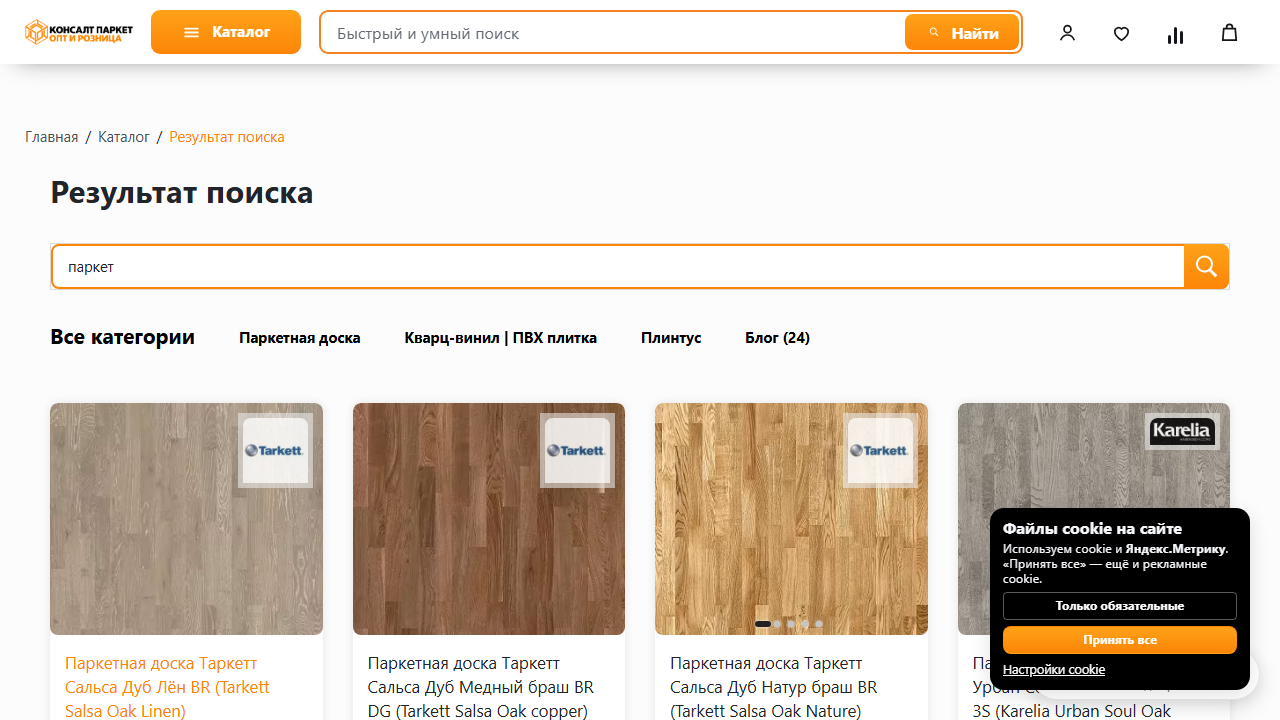 КОНСАЛТ ПАРКЕТ
ОПТ И РОЗНИЦА
Каталог
Быстрый и умный поиск
Найти
Главная / Каталог / Результат поиска
Результат поиска
паркет
Все категории
Паркетная доска
Кварц-винил | ПВХ плитка
Плинтус
Блог (24)
Tarkett
Tarkett
Tarkett
Karelia
Паркетная доска Таркетт
Сальса Дуб Лён BR (Tarkett
Salsa Oak Linen)
Паркетная доска Таркетт
Сальса Дуб Медный браш BR
DG (Tarkett Salsa Oak copper)
Паркетная доска Таркетт
Сальса Дуб Натур браш BR
(Tarkett Salsa Oak Nature)
3S (Karelia Urban Soul Oak
Файлы cookie на сайте
Используем cookie и Яндекс.Метрику.
«Принять все» — ещё и рекламные
cookie.
Только обязательные
Принять все
Настройки cookie